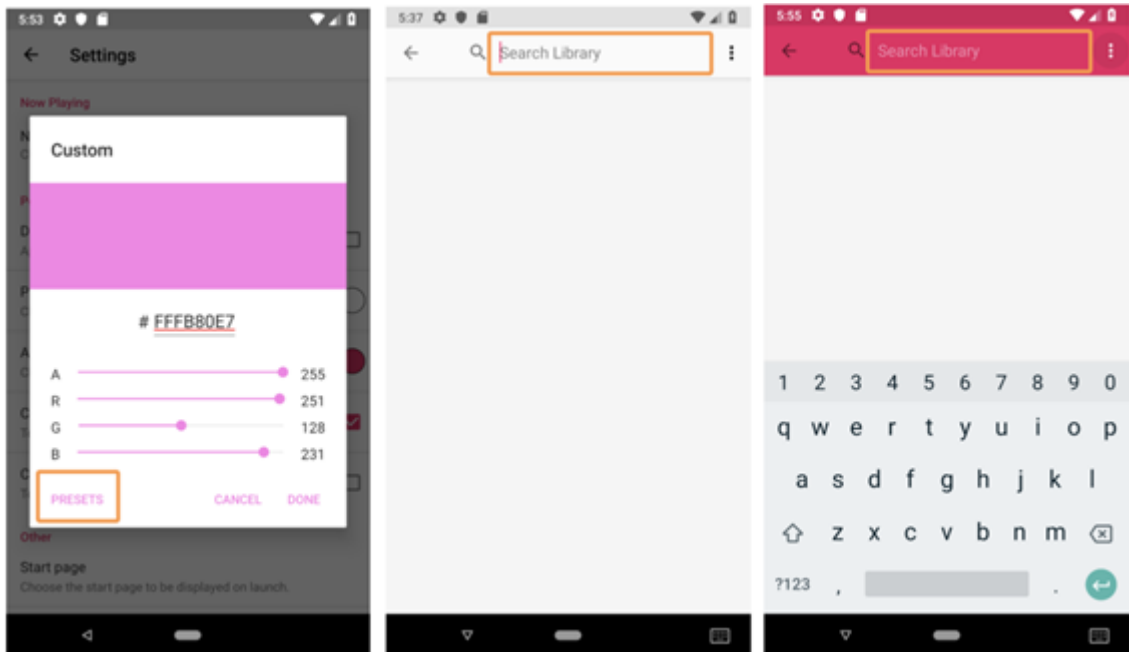 5:53
Settings
Now Playing
Custom
# FFFB80E7
A 255
R 251
G 128
B 231
PRESETS CANCEL DONE
Other
Start page
Choose the start page to be displayed on launch.
5:37
Search Library
5:55
Search Library
1 2 3 4 5 6 7 8 9 0
q w e r t y u i o p
a s d f g h j k l
z x c v b n m
?123 , .